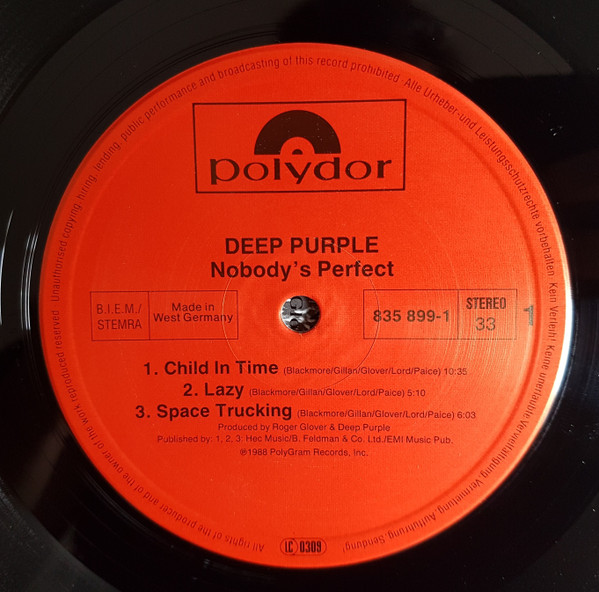 polydor
DEEP PURPLE
Nobody's Perfect
B.I.E.M./
STEMRA
Made in
West Germany
835 899-1
STEREO
33
1
1. Child In Time (Blackmore/Gillan/Glover/Lord/Paice) 10:35
2. Lazy (Blackmore/Gillan/Glover/Lord/Paice) 5:10
3. Space Trucking (Blackmore/Gillan/Glover/Lord/Paice) 6:03
Produced by Roger Glover & Deep Purple
Published by: 1, 2, 3: Hec Music/B. Feldman & Co. Ltd./EMI Music Pub.
℗1988 PolyGram Records, Inc.
LC 0309
All rights of the producer and of the owner of the work reproduced reserved · Unauthorised copying, hiring, lending, public performance and broadcasting of this record prohibited · Alle Urheber- und Leistungsschutzrechte vorbehalten. Kein Verleih! Keine unerlaubte Vervielfältigung, Vermietung, Aufführung, Sendung!